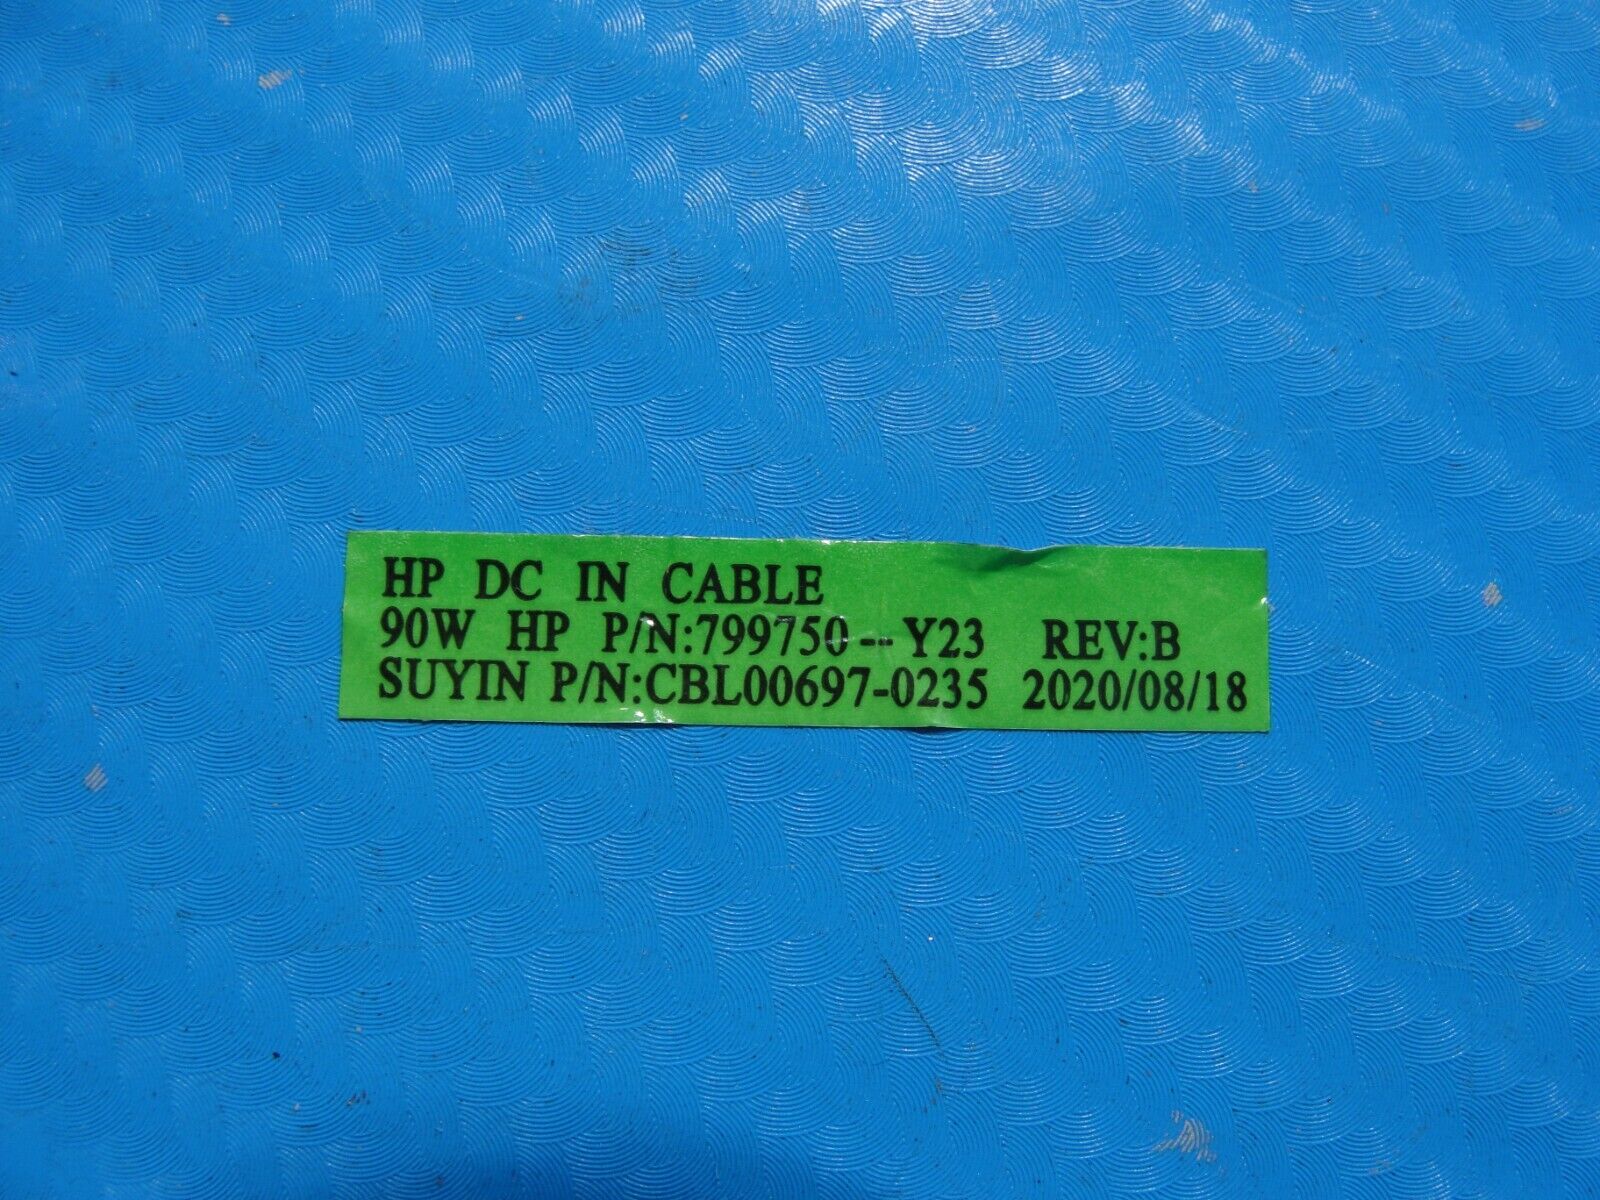 HP DC IN CABLE
90W HP P/N:799750-Y23 REV:B
SUYIN P/N:CBL00697-0235 2020/08/18